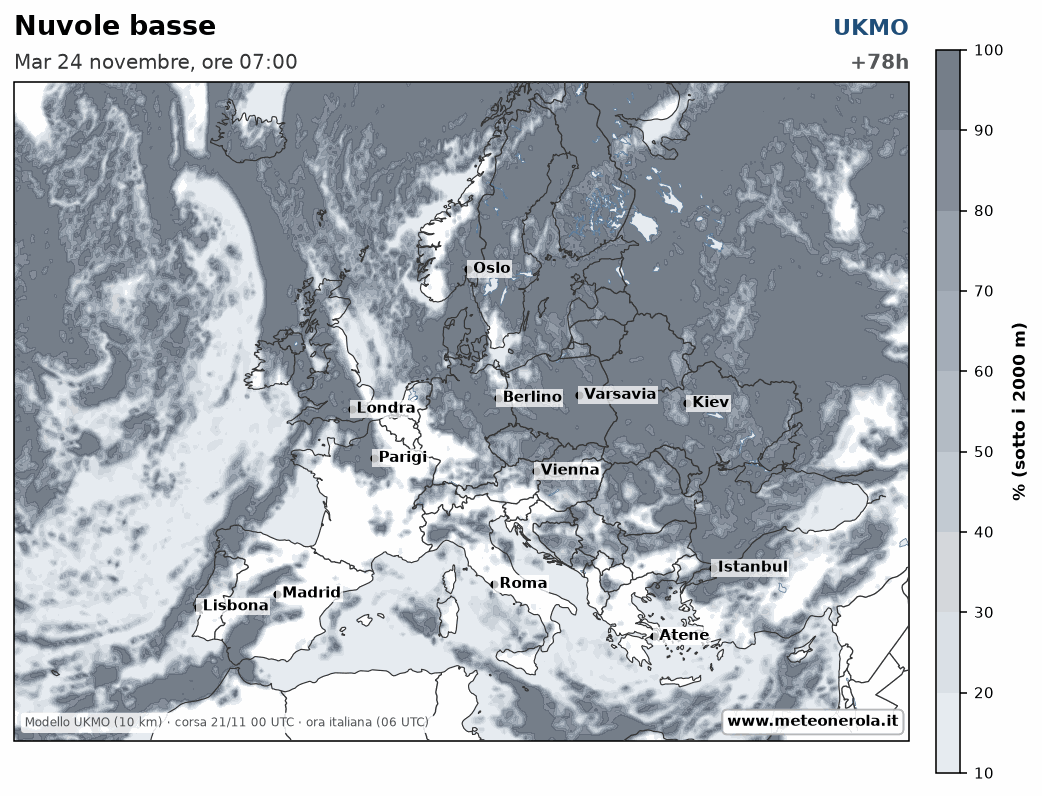 Nuvole basse
UKMO
Mar 24 novembre, ore 07:00
+78h
100
90
80
70
60
50
40
30
20
10
% (sotto i 2000 m)
Oslo
Londra
Berlino
Varsavia
Kiev
Parigi
Vienna
Istanbul
Roma
Madrid
Lisbona
Atene
Modello UKMO (10 km) · corsa 21/11 00 UTC · ora italiana (06 UTC)
www.meteonerola.it